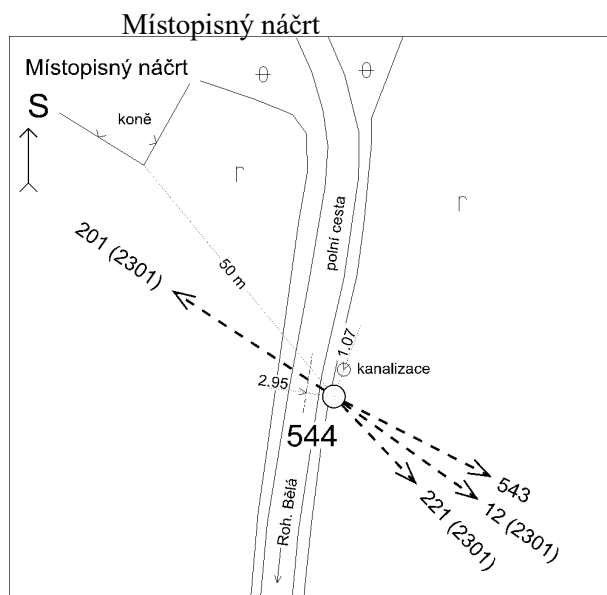 Místopisný náčrt
Místopisný náčrt
S
koně
polní cesta
201 (2301)
50 m
1.07
kanalizace
2.95
544
543
12 (2301)
221 (2301)
Roh. Bělá